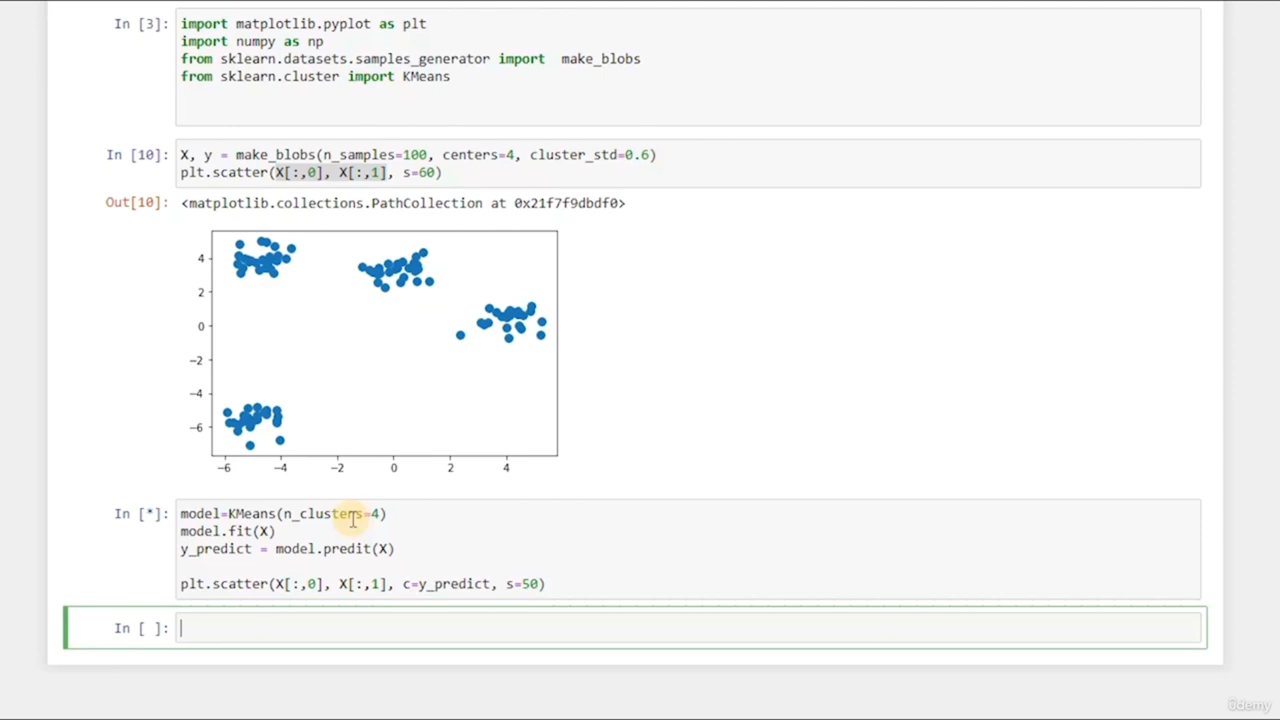 In [3]: import matplotlib.pyplot as plt
import numpy as np
from sklearn.datasets.samples_generator import  make_blobs
from sklearn.cluster import KMeans
In [10]: X, y = make_blobs(n_samples=100, centers=4, cluster_std=0.6)
plt.scatter(X[:,0], X[:,1], s=60)
Out[10]: <matplotlib.collections.PathCollection at 0x21f7f9dbdf0>
4
2
0
−2
−4
−6
−6 −4 −2 0 2 4
In [*]: model=KMeans(n_clusters=4)
model.fit(X)
y_predict = model.predit(X)
plt.scatter(X[:,0], X[:,1], c=y_predict, s=50)
In [ ]:
ûdemy